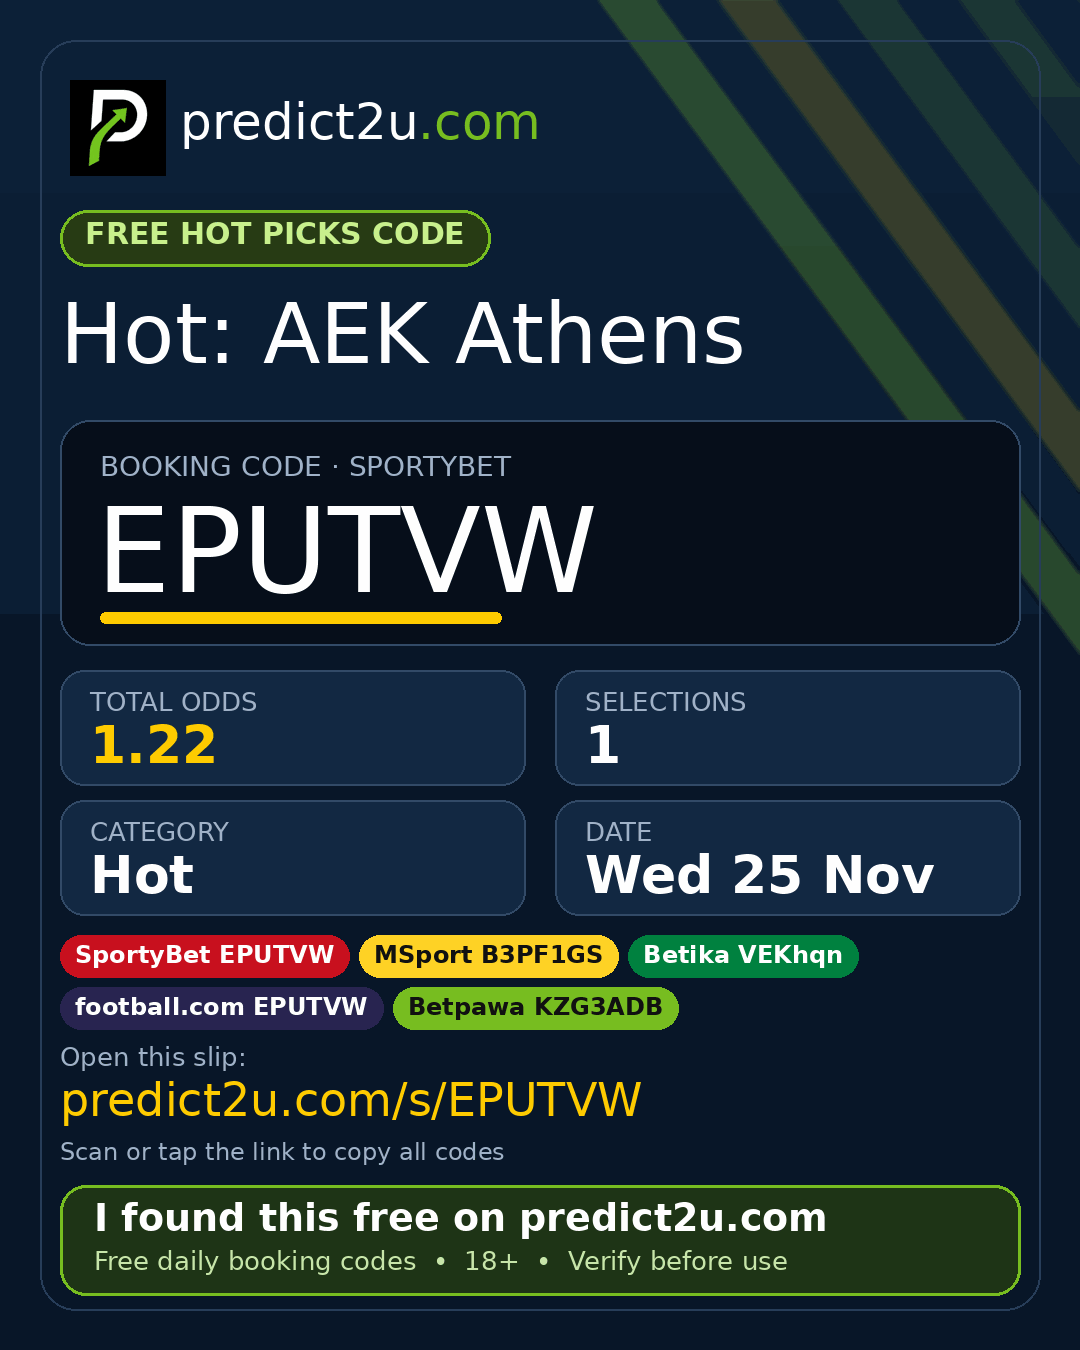 predict2u.com
FREE HOT PICKS CODE
Hot: AEK Athens
BOOKING CODE · SPORTYBET
EPUTVW
TOTAL ODDS
1.22
SELECTIONS
1
CATEGORY
Hot
DATE
Wed 25 Nov
SportyBet EPUTVW
MSport B3PF1GS
Betika VEKhqn
football.com EPUTVW
Betpawa KZG3ADB
Open this slip:
predict2u.com/s/EPUTVW
Scan or tap the link to copy all codes
I found this free on predict2u.com
Free daily booking codes • 18+ • Verify before use